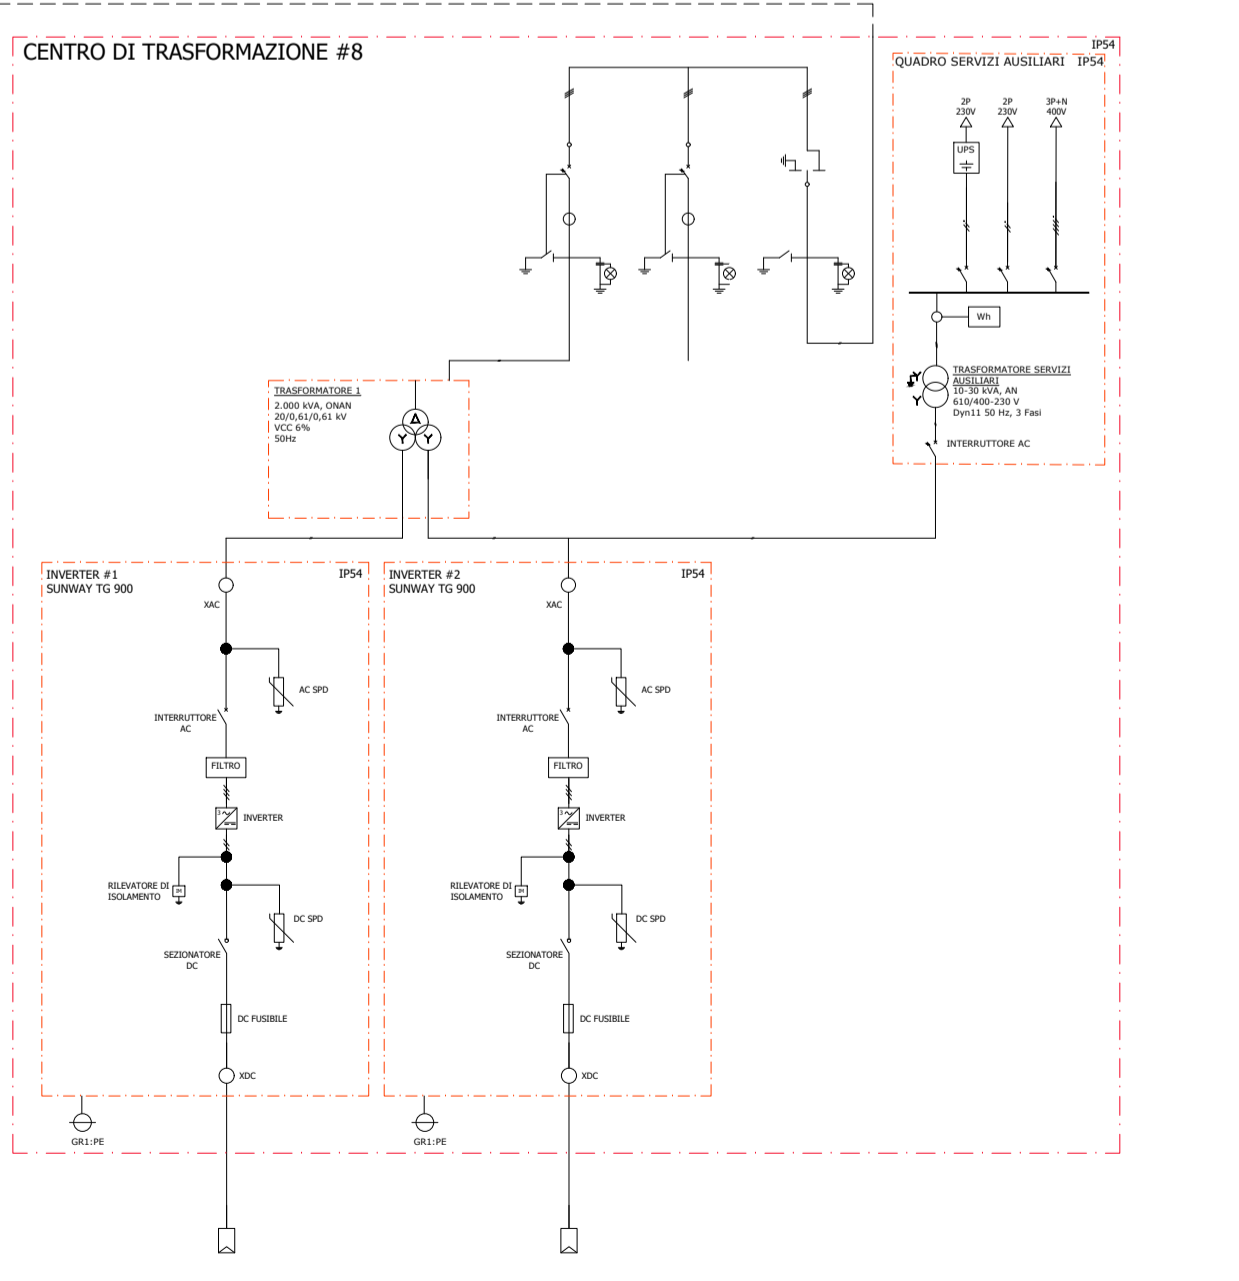 CENTRO DI TRASFORMAZIONE #8
IP54
QUADRO SERVIZI AUSILIARI IP54
2P
230V
2P
230V
3P+N
400V
UPS
Wh
TRASFORMATORE SERVIZI
AUSILIARI
10-30 kVA, AN
610/400-230 V
Dyn11 50 Hz, 3 Fasi
INTERRUTTORE AC
TRASFORMATORE 1
2.000 kVA, ONAN
20/0,61/0,61 kV
VCC 6%
50Hz
INVERTER #1
SUNWAY TG 900
IP54
XAC
AC SPD
INTERRUTTORE
AC
FILTRO
3
INVERTER
RILEVATORE DI
ISOLAMENTO
IM
DC SPD
SEZIONATORE
DC
DC FUSIBILE
XDC
GR1:PE
INVERTER #2
SUNWAY TG 900
IP54
XAC
AC SPD
INTERRUTTORE
AC
FILTRO
3
INVERTER
RILEVATORE DI
ISOLAMENTO
IM
DC SPD
SEZIONATORE
DC
DC FUSIBILE
XDC
GR1:PE